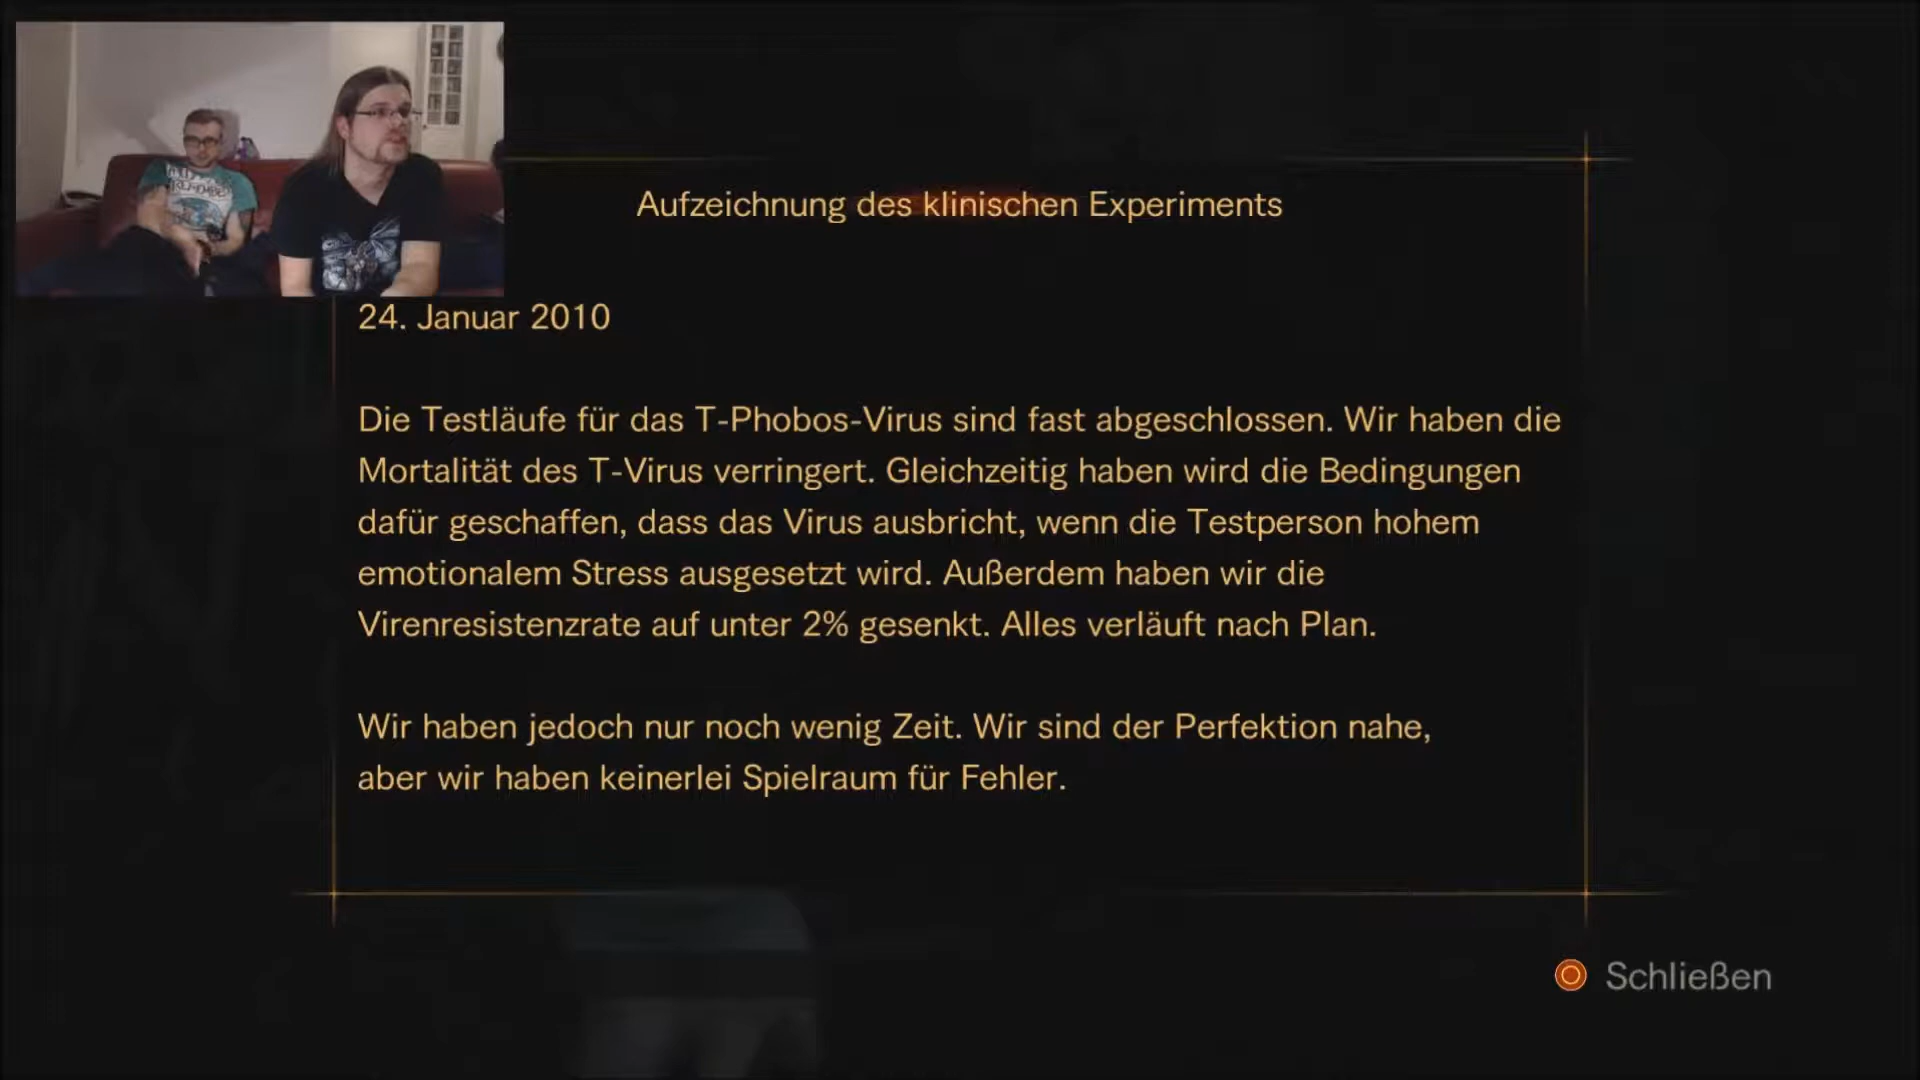 Aufzeichnung des klinischen Experiments
24. Januar 2010
Die Testläufe für das T-Phobos-Virus sind fast abgeschlossen. Wir haben die
Mortalität des T-Virus verringert. Gleichzeitig haben wird die Bedingungen
dafür geschaffen, dass das Virus ausbricht, wenn die Testperson hohem
emotionalem Stress ausgesetzt wird. Außerdem haben wir die
Virenresistenzrate auf unter 2% gesenkt. Alles verläuft nach Plan.
Wir haben jedoch nur noch wenig Zeit. Wir sind der Perfektion nahe,
aber wir haben keinerlei Spielraum für Fehler.
Schließen